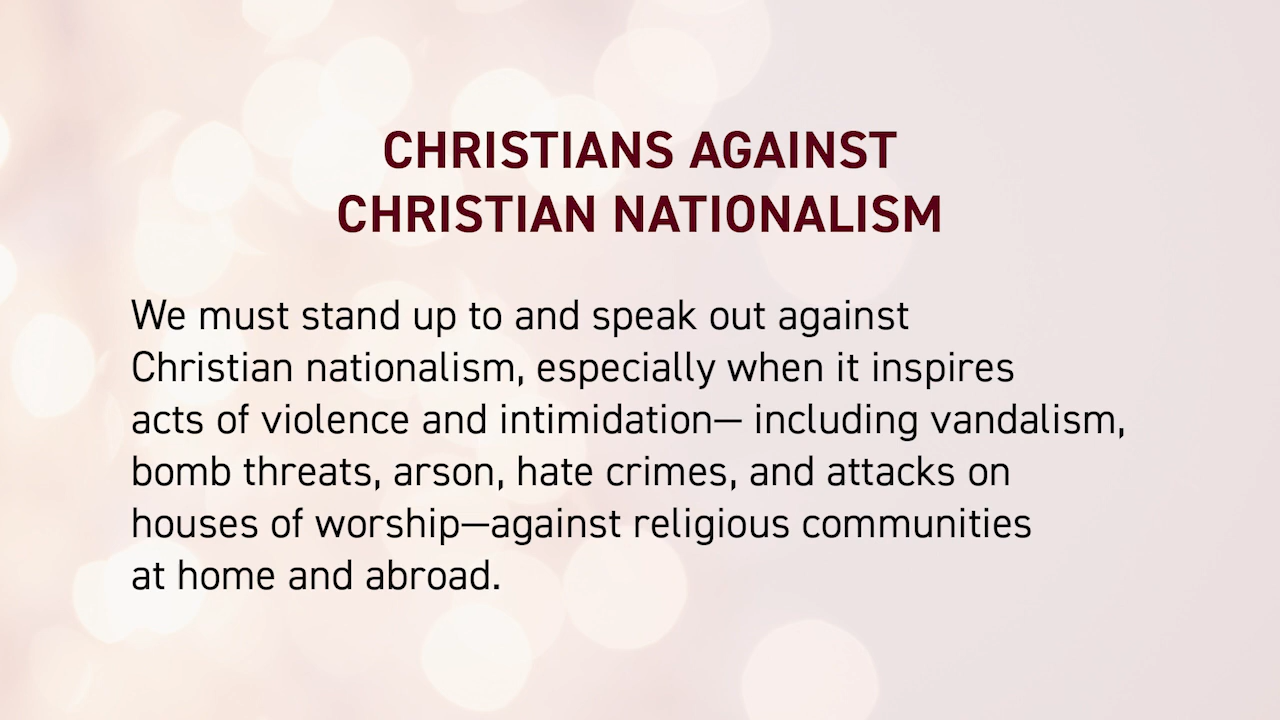 CHRISTIANS AGAINST
CHRISTIAN NATIONALISM
We must stand up to and speak out against
Christian nationalism, especially when it inspires
acts of violence and intimidation— including vandalism,
bomb threats, arson, hate crimes, and attacks on
houses of worship—against religious communities
at home and abroad.